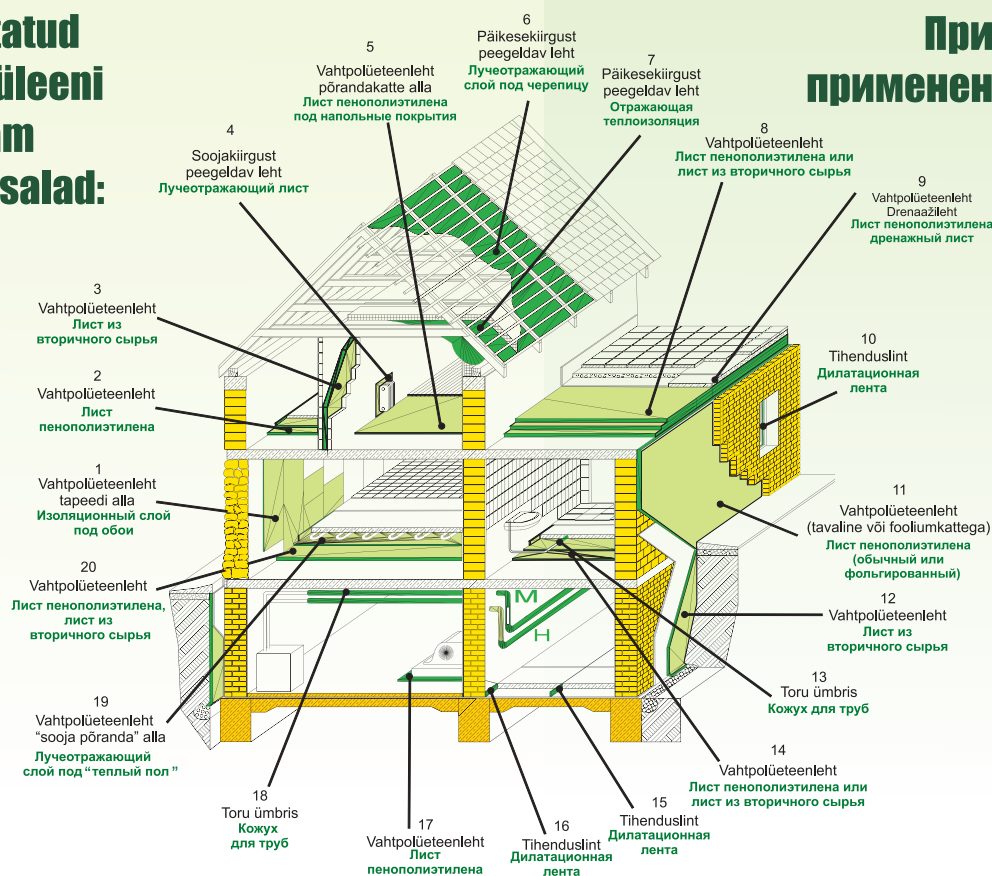 tatud
üleeni
am
salad:
При
применен
6
Päikesekiirgust
peegeldav leht
Лучеотражающий
слой под черепицу
5
Vahtpolüeteenleht
põrandakatte alla
Лист пенополиэтилена
под напольные покрытия
7
Päikesekiirgust
peegeldav leht
Отражающая
теплоизоляция
4
Soojakiirgust
peegeldav leht
Лучеотражающий лист
8
Vahtpolüeteenleht
Лист пенополиэтилена или
лист из вторичного сырья
9
Vahtpolüeteenleht
Drenaažileht
Лист пенополиэтилена
дренажный лист
3
Vahtpolüeteenleht
Лист из
вторичного сырья
10
Tihenduslint
Дилатационная
лента
2
Vahtpolüeteenleht
Лист
пенополиэтилена
1
Vahtpolüeteenleht
tapeedi alla
Изоляционный слой
под обои
11
Vahtpolüeteenleht
(tavaline või fooliumkattega)
Лист пенополиэтилена
(обычный или
фольгированный)
20
Vahtpolüeteenleht
Лист пенополиэтилена,
лист из
вторичного сырья
M
H
12
Vahtpolüeteenleht
Лист из
вторичного сырья
13
Toru ümbris
Кожух для труб
19
Vahtpolüeteenleht
“sooja põranda” alla
Лучеотражающий
слой под “теплый пол ”
14
Vahtpolüeteenleht
Лист пенополиэтилена или
лист из вторичного сырья
18
Toru ümbris
Кожух
для труб
17
Vahtpolüeteenleht
Лист
пенополиэтилена
16
Tihenduslint
Дилатационная
лента
15
Tihenduslint
Дилатационная
лента